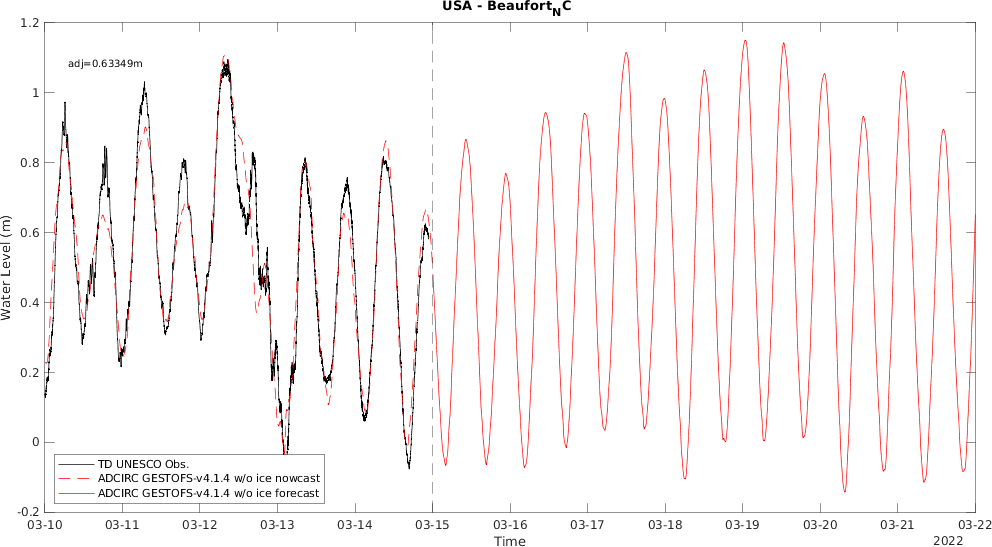 USA - BeaufortNC
adj=0.63349m
1.2
1
0.8
0.6
0.4
0.2
0
-0.2
Water Level (m)
TD UNESCO Obs.
ADCIRC GESTOFS-v4.1.4 w/o ice nowcast
ADCIRC GESTOFS-v4.1.4 w/o ice forecast
03-10 03-11 03-12 03-13 03-14 03-15 03-16 03-17 03-18 03-19 03-20 03-21 03-22
Time
2022